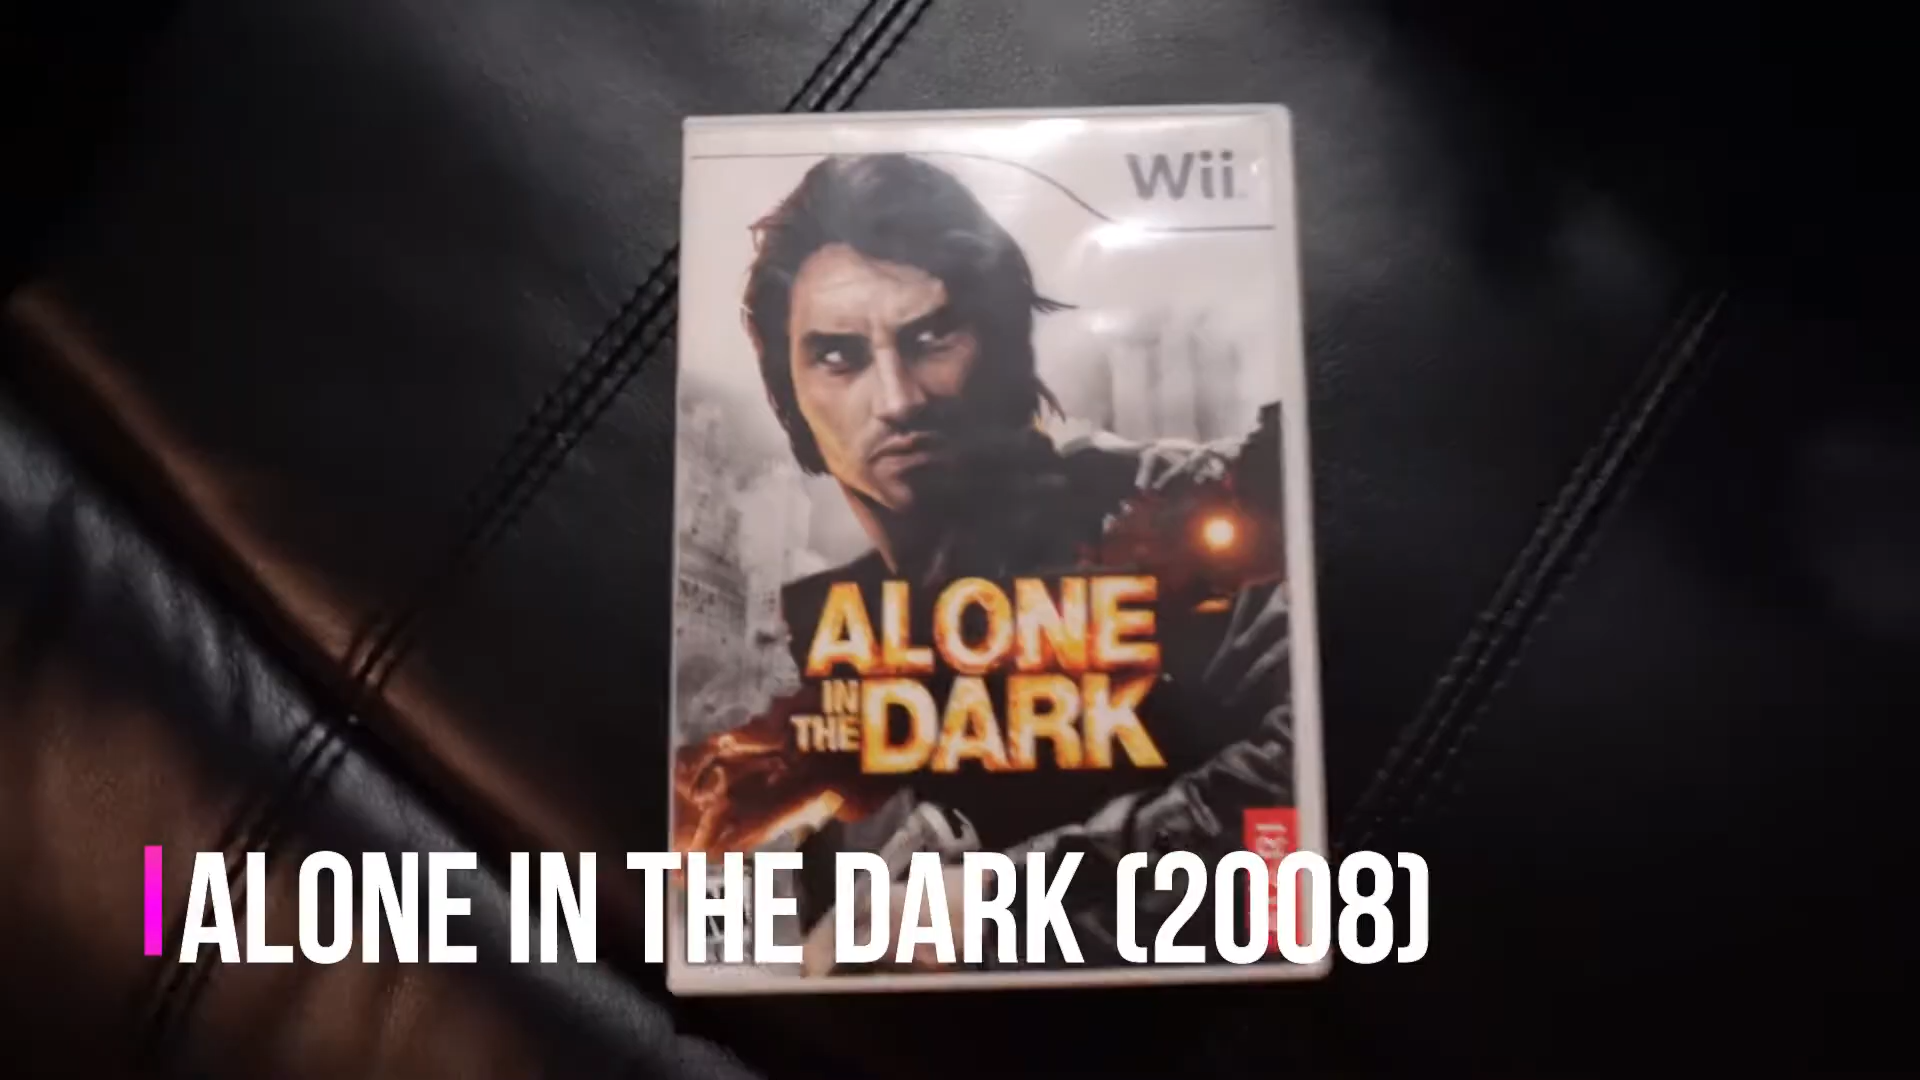 Wii
ALONE
IN
THE DARK
ALONE IN THE DARK (2008)